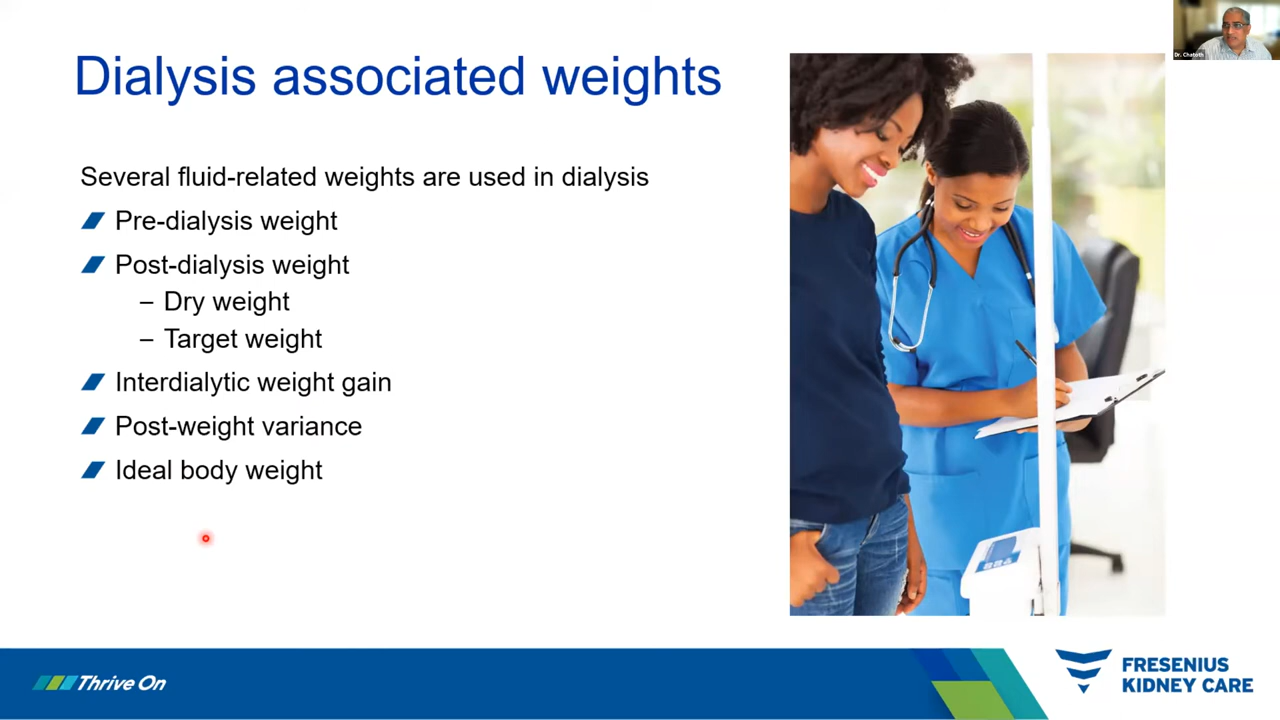 Dialysis associated weights
Several fluid-related weights are used in dialysis
Pre-dialysis weight
Post-dialysis weight
– Dry weight
– Target weight
Interdialytic weight gain
Post-weight variance
Ideal body weight
Thrive On
FRESENIUS
KIDNEY CARE